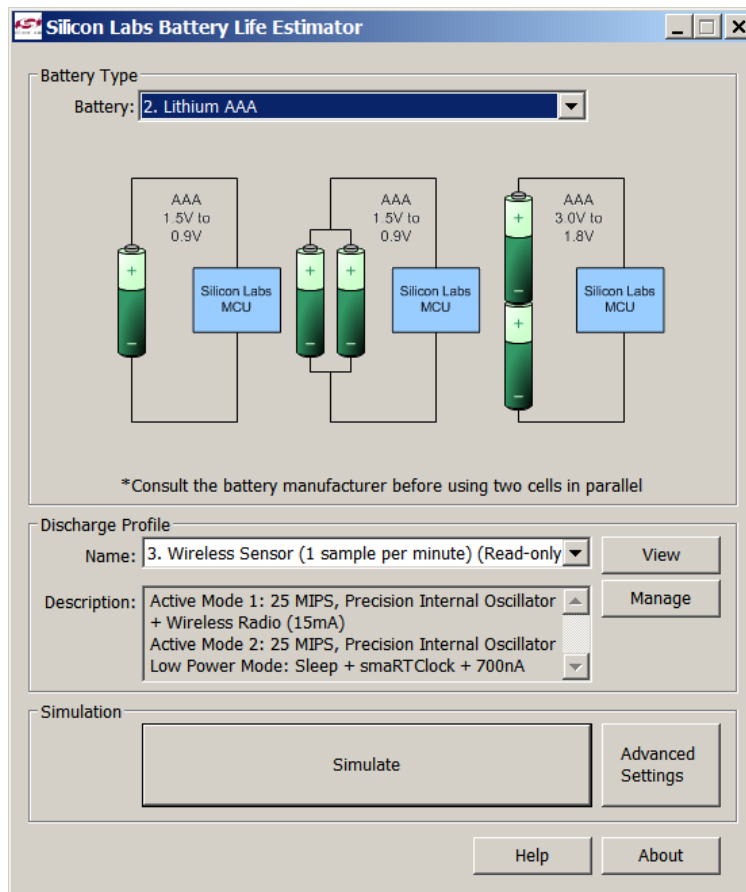 Silicon Labs Battery Life Estimator
Battery Type
Battery: 2. Lithium AAA
AAA
1.5V to
0.9V
+
-
Silicon Labs
MCU
AAA
1.5V to
0.9V
+ +
- -
Silicon Labs
MCU
AAA
3.0V to
1.8V
+
-
+
-
Silicon Labs
MCU
*Consult the battery manufacturer before using two cells in parallel
Discharge Profile
Name: 3. Wireless Sensor (1 sample per minute) (Read-only
View
Description: Active Mode 1: 25 MIPS, Precision Internal Oscillator
+ Wireless Radio (15mA)
Active Mode 2: 25 MIPS, Precision Internal Oscillator
Low Power Mode: Sleep + smaRTClock + 700nA
Manage
Simulation
Simulate
Advanced
Settings
Help
About